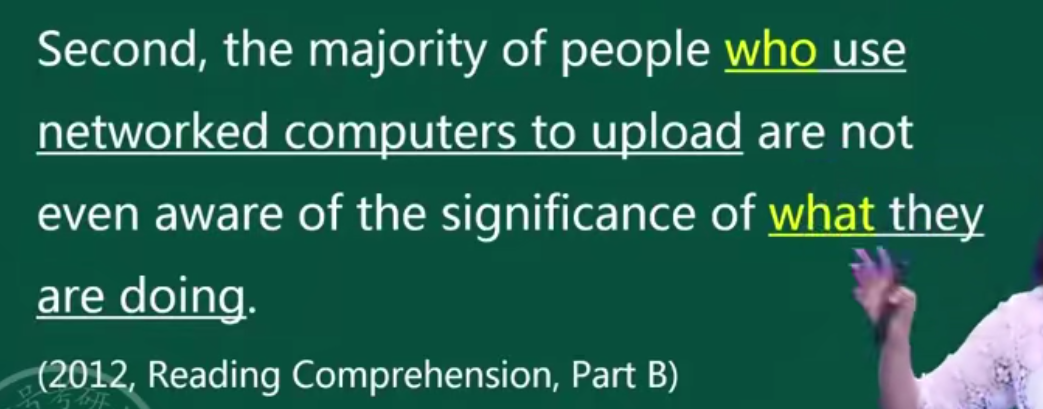 Second, the majority of people who use
networked computers to upload are not
even aware of the significance of what they
are doing.
(2012, Reading Comprehension, Part B)